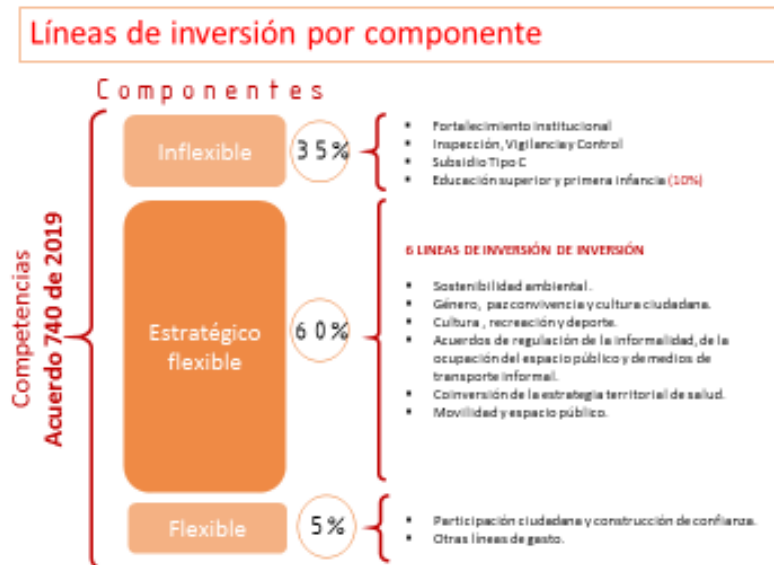 Líneas de inversión por componente
Componentes
Competencias
Acuerdo 740 de 2019
Inflexible
35%
▪ Fortalecimiento institucional
▪ Inspección, Vigilancia y Control
▪ Subsidio Tipo C
▪ Educación superior y primera infancia (10%)
Estratégico
flexible
60%
6 LINEAS DE INVERSIÓN DE INVERSIÓN
▪ Sostenibilidad ambiental.
▪ Género, paz convivencia y cultura ciudadana.
▪ Cultura , recreación y deporte.
▪ Acuerdos de regulación de la informalidad, de la
ocupación del espacio público y de medios de
transporte informal.
▪ Coinversión de la estrategia territorial de salud.
▪ Movilidad y espacio público.
Flexible
5%
▪ Participación ciudadana y construcción de confianza.
▪ Otras líneas de gasto.